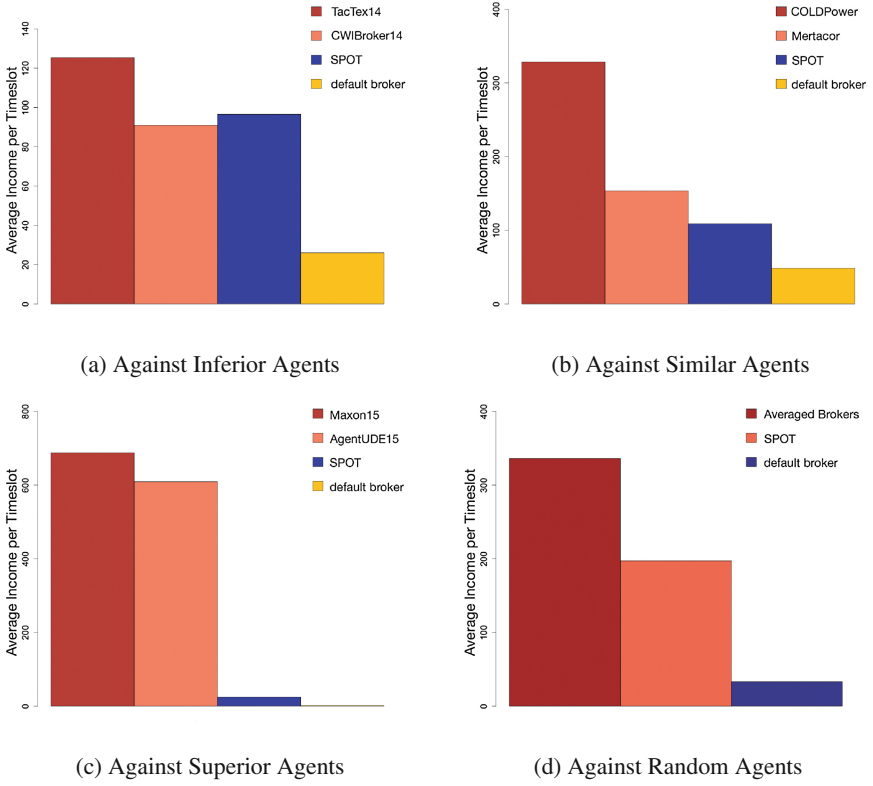 TacTex14
CWIBroker14
SPOT
default broker
Average Income per Timeslot
0
20
40
60
80
100
120
140
(a) Against Inferior Agents
COLDPower
Mertacor
SPOT
default broker
Average Income per Timeslot
0
100
200
300
400
(b) Against Similar Agents
Maxon15
AgentUDE15
SPOT
default broker
Average Income per Timeslot
0
200
400
600
800
(c) Against Superior Agents
Averaged Brokers
SPOT
default broker
Average Income per Timeslot
0
100
200
300
400
(d) Against Random Agents